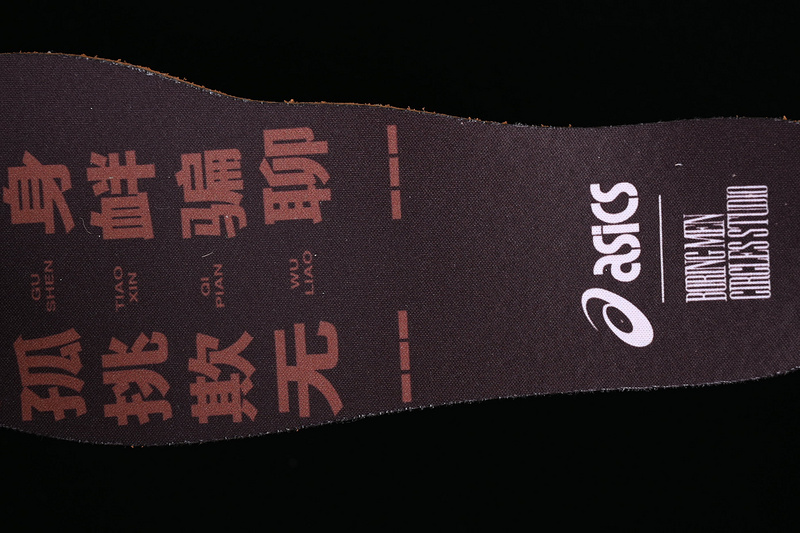 孤 GU SHEN 身
挑 TIAO XIN 衅
欺 QI PIAN 骗
无 WU LIAO 聊
asics
BORING MEN
CIRCLES STUDIO